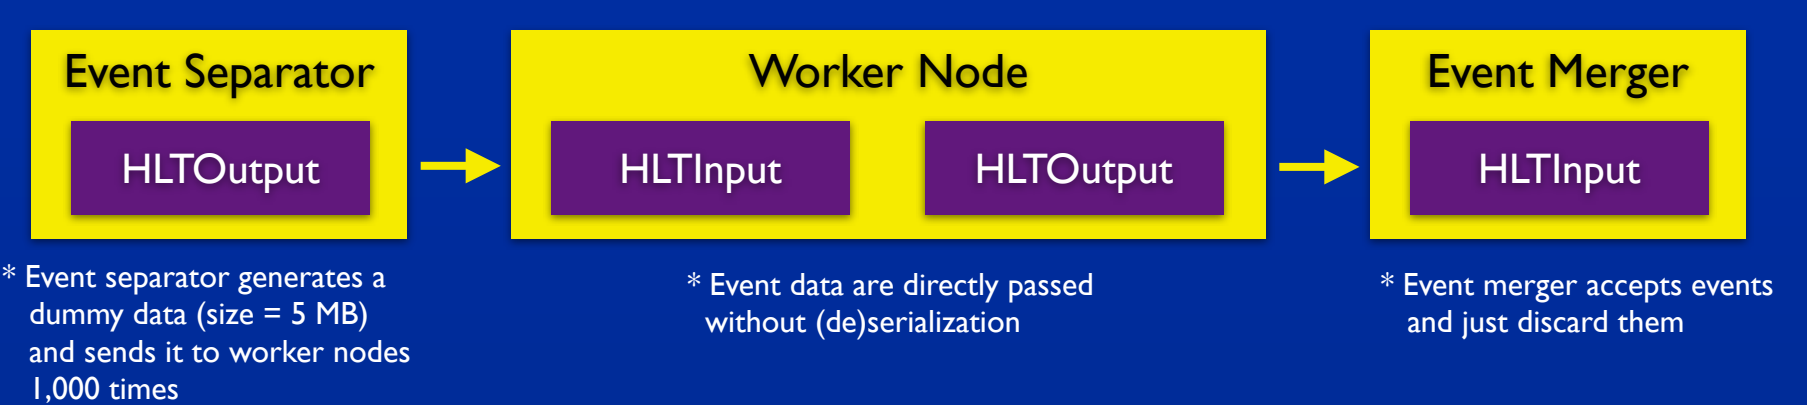 Event Separator
HLTOutput
Worker Node
HLTInput
HLTOutput
Event Merger
HLTInput
* Event separator generates a
dummy data (size = 5 MB)
and sends it to worker nodes
1,000 times
* Event data are directly passed
without (de)serialization
* Event merger accepts events
and just discard them